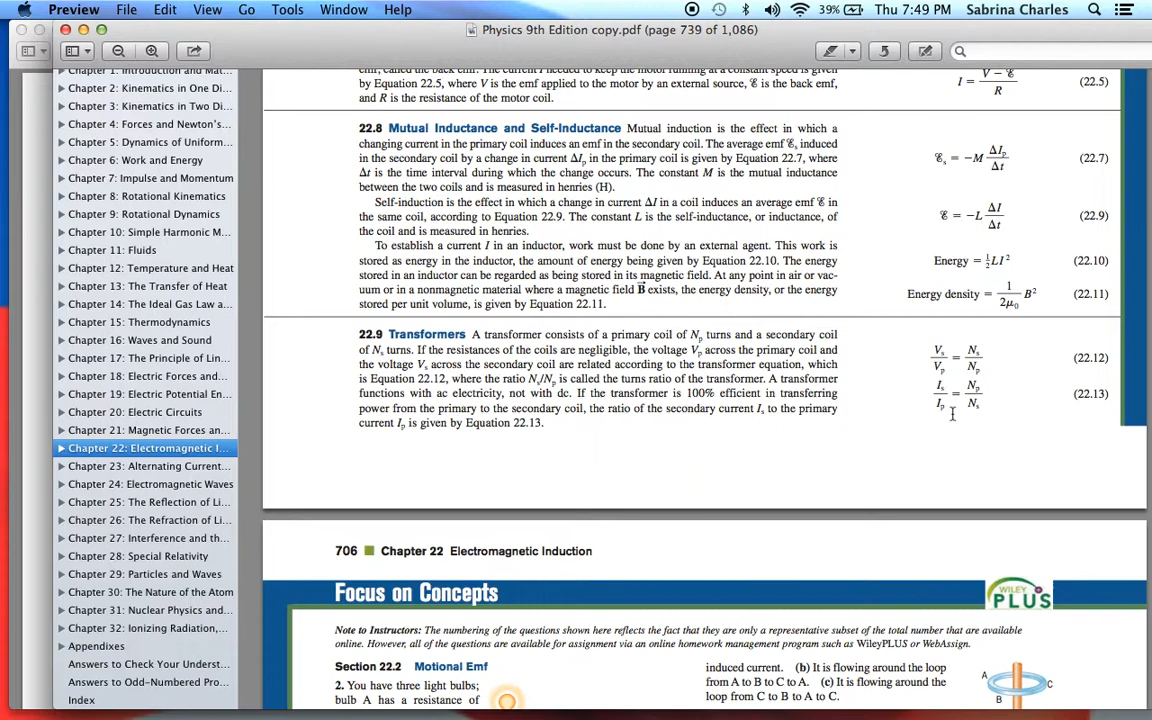 Preview File Edit View Go Tools Window Help 39% Thu 7:49 PM Sabrina Charles
Physics 9th Edition copy.pdf (page 739 of 1,086)
Chapter 1: Introduction and Mat...
Chapter 2: Kinematics in One Di...
Chapter 3: Kinematics in Two Di...
Chapter 4: Forces and Newton's...
Chapter 5: Dynamics of Uniform...
Chapter 6: Work and Energy
Chapter 7: Impulse and Momentum
Chapter 8: Rotational Kinematics
Chapter 9: Rotational Dynamics
Chapter 10: Simple Harmonic M...
Chapter 11: Fluids
Chapter 12: Temperature and Heat
Chapter 13: The Transfer of Heat
Chapter 14: The Ideal Gas Law a...
Chapter 15: Thermodynamics
Chapter 16: Waves and Sound
Chapter 17: The Principle of Lin...
Chapter 18: Electric Forces and...
Chapter 19: Electric Potential En...
Chapter 20: Electric Circuits
Chapter 21: Magnetic Forces an...
Chapter 22: Electromagnetic I...
Chapter 23: Alternating Current...
Chapter 24: Electromagnetic Waves
Chapter 25: The Reflection of Li...
Chapter 26: The Refraction of Li...
Chapter 27: Interference and th...
Chapter 28: Special Relativity
Chapter 29: Particles and Waves
Chapter 30: The Nature of the Atom
Chapter 31: Nuclear Physics and...
Chapter 32: Ionizing Radiation,...
Appendixes
Answers to Check Your Underst...
Answers to Odd-Numbered Pro...
Index
emf, called the back emf. The current I needed to keep the motor running at a constant speed is given
by Equation 22.5, where V is the emf applied to the motor by an external source, ℰ is the back emf,
and R is the resistance of the motor coil.
I = (V − ℰ)/R (22.5)
22.8 Mutual Inductance and Self-Inductance Mutual induction is the effect in which a
changing current in the primary coil induces an emf in the secondary coil. The average emf ℰs induced
in the secondary coil by a change in current ΔIp in the primary coil is given by Equation 22.7, where
Δt is the time interval during which the change occurs. The constant M is the mutual inductance
between the two coils and is measured in henries (H).
ℰs = −M ΔIp/Δt (22.7)
Self-induction is the effect in which a change in current ΔI in a coil induces an average emf ℰ in
the same coil, according to Equation 22.9. The constant L is the self-inductance, or inductance, of
the coil and is measured in henries.
ℰ = −L ΔI/Δt (22.9)
To establish a current I in an inductor, work must be done by an external agent. This work is
stored as energy in the inductor, the amount of energy being given by Equation 22.10. The energy
stored in an inductor can be regarded as being stored in its magnetic field. At any point in air or vac-
uum or in a nonmagnetic material where a magnetic field B exists, the energy density, or the energy
stored per unit volume, is given by Equation 22.11.
Energy = ½LI² (22.10)
Energy density = 1/(2μ₀) B² (22.11)
22.9 Transformers A transformer consists of a primary coil of Np turns and a secondary coil
of Ns turns. If the resistances of the coils are negligible, the voltage Vp across the primary coil and
the voltage Vs across the secondary coil are related according to the transformer equation, which
is Equation 22.12, where the ratio Ns/Np is called the turns ratio of the transformer. A transformer
functions with ac electricity, not with dc. If the transformer is 100% efficient in transferring
power from the primary to the secondary coil, the ratio of the secondary current Is to the primary
current Ip is given by Equation 22.13.
Vs/Vp = Ns/Np (22.12)
Is/Ip = Np/Ns (22.13)
706 Chapter 22 Electromagnetic Induction
Focus on Concepts
WILEY
PLUS
Note to Instructors: The numbering of the questions shown here reflects the fact that they are only a representative subset of the total number that are available
online. However, all of the questions are available for assignment via an online homework management program such as WileyPLUS or WebAssign.
Section 22.2 Motional Emf
2. You have three light bulbs;
bulb A has a resistance of
induced current. (b) It is flowing around the loop
from A to B to C to A. (c) It is flowing around the
loop from C to B to A to C.
A
C
B